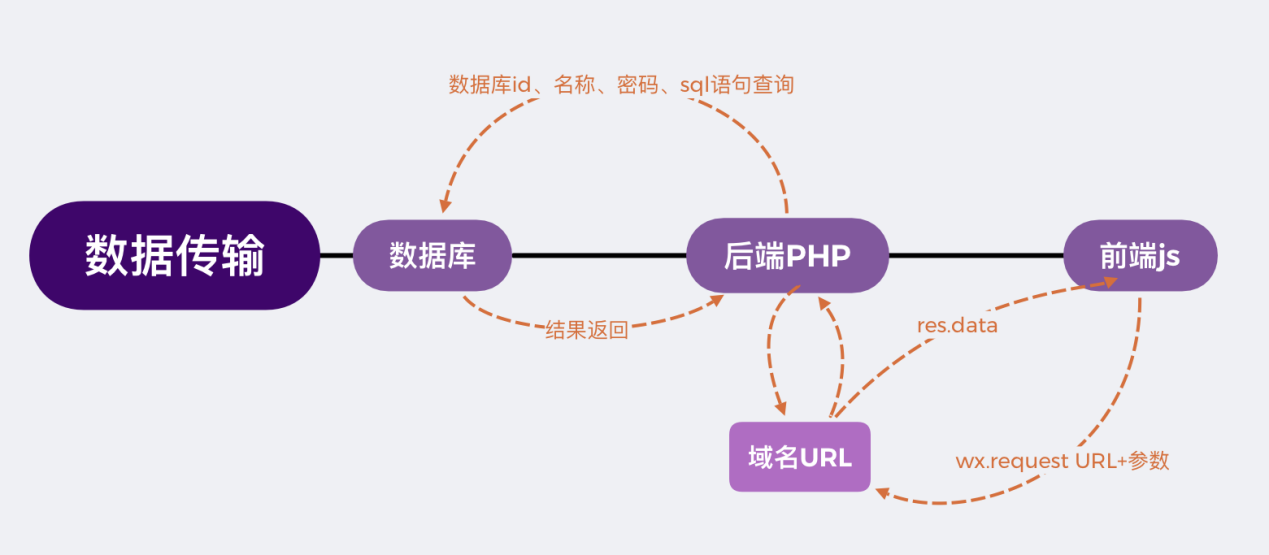 数据库id、名称、密码、sql语句查询
数据传输
数据库
后端PHP
前端js
结果返回
res.data
域名URL
wx.request URL+参数